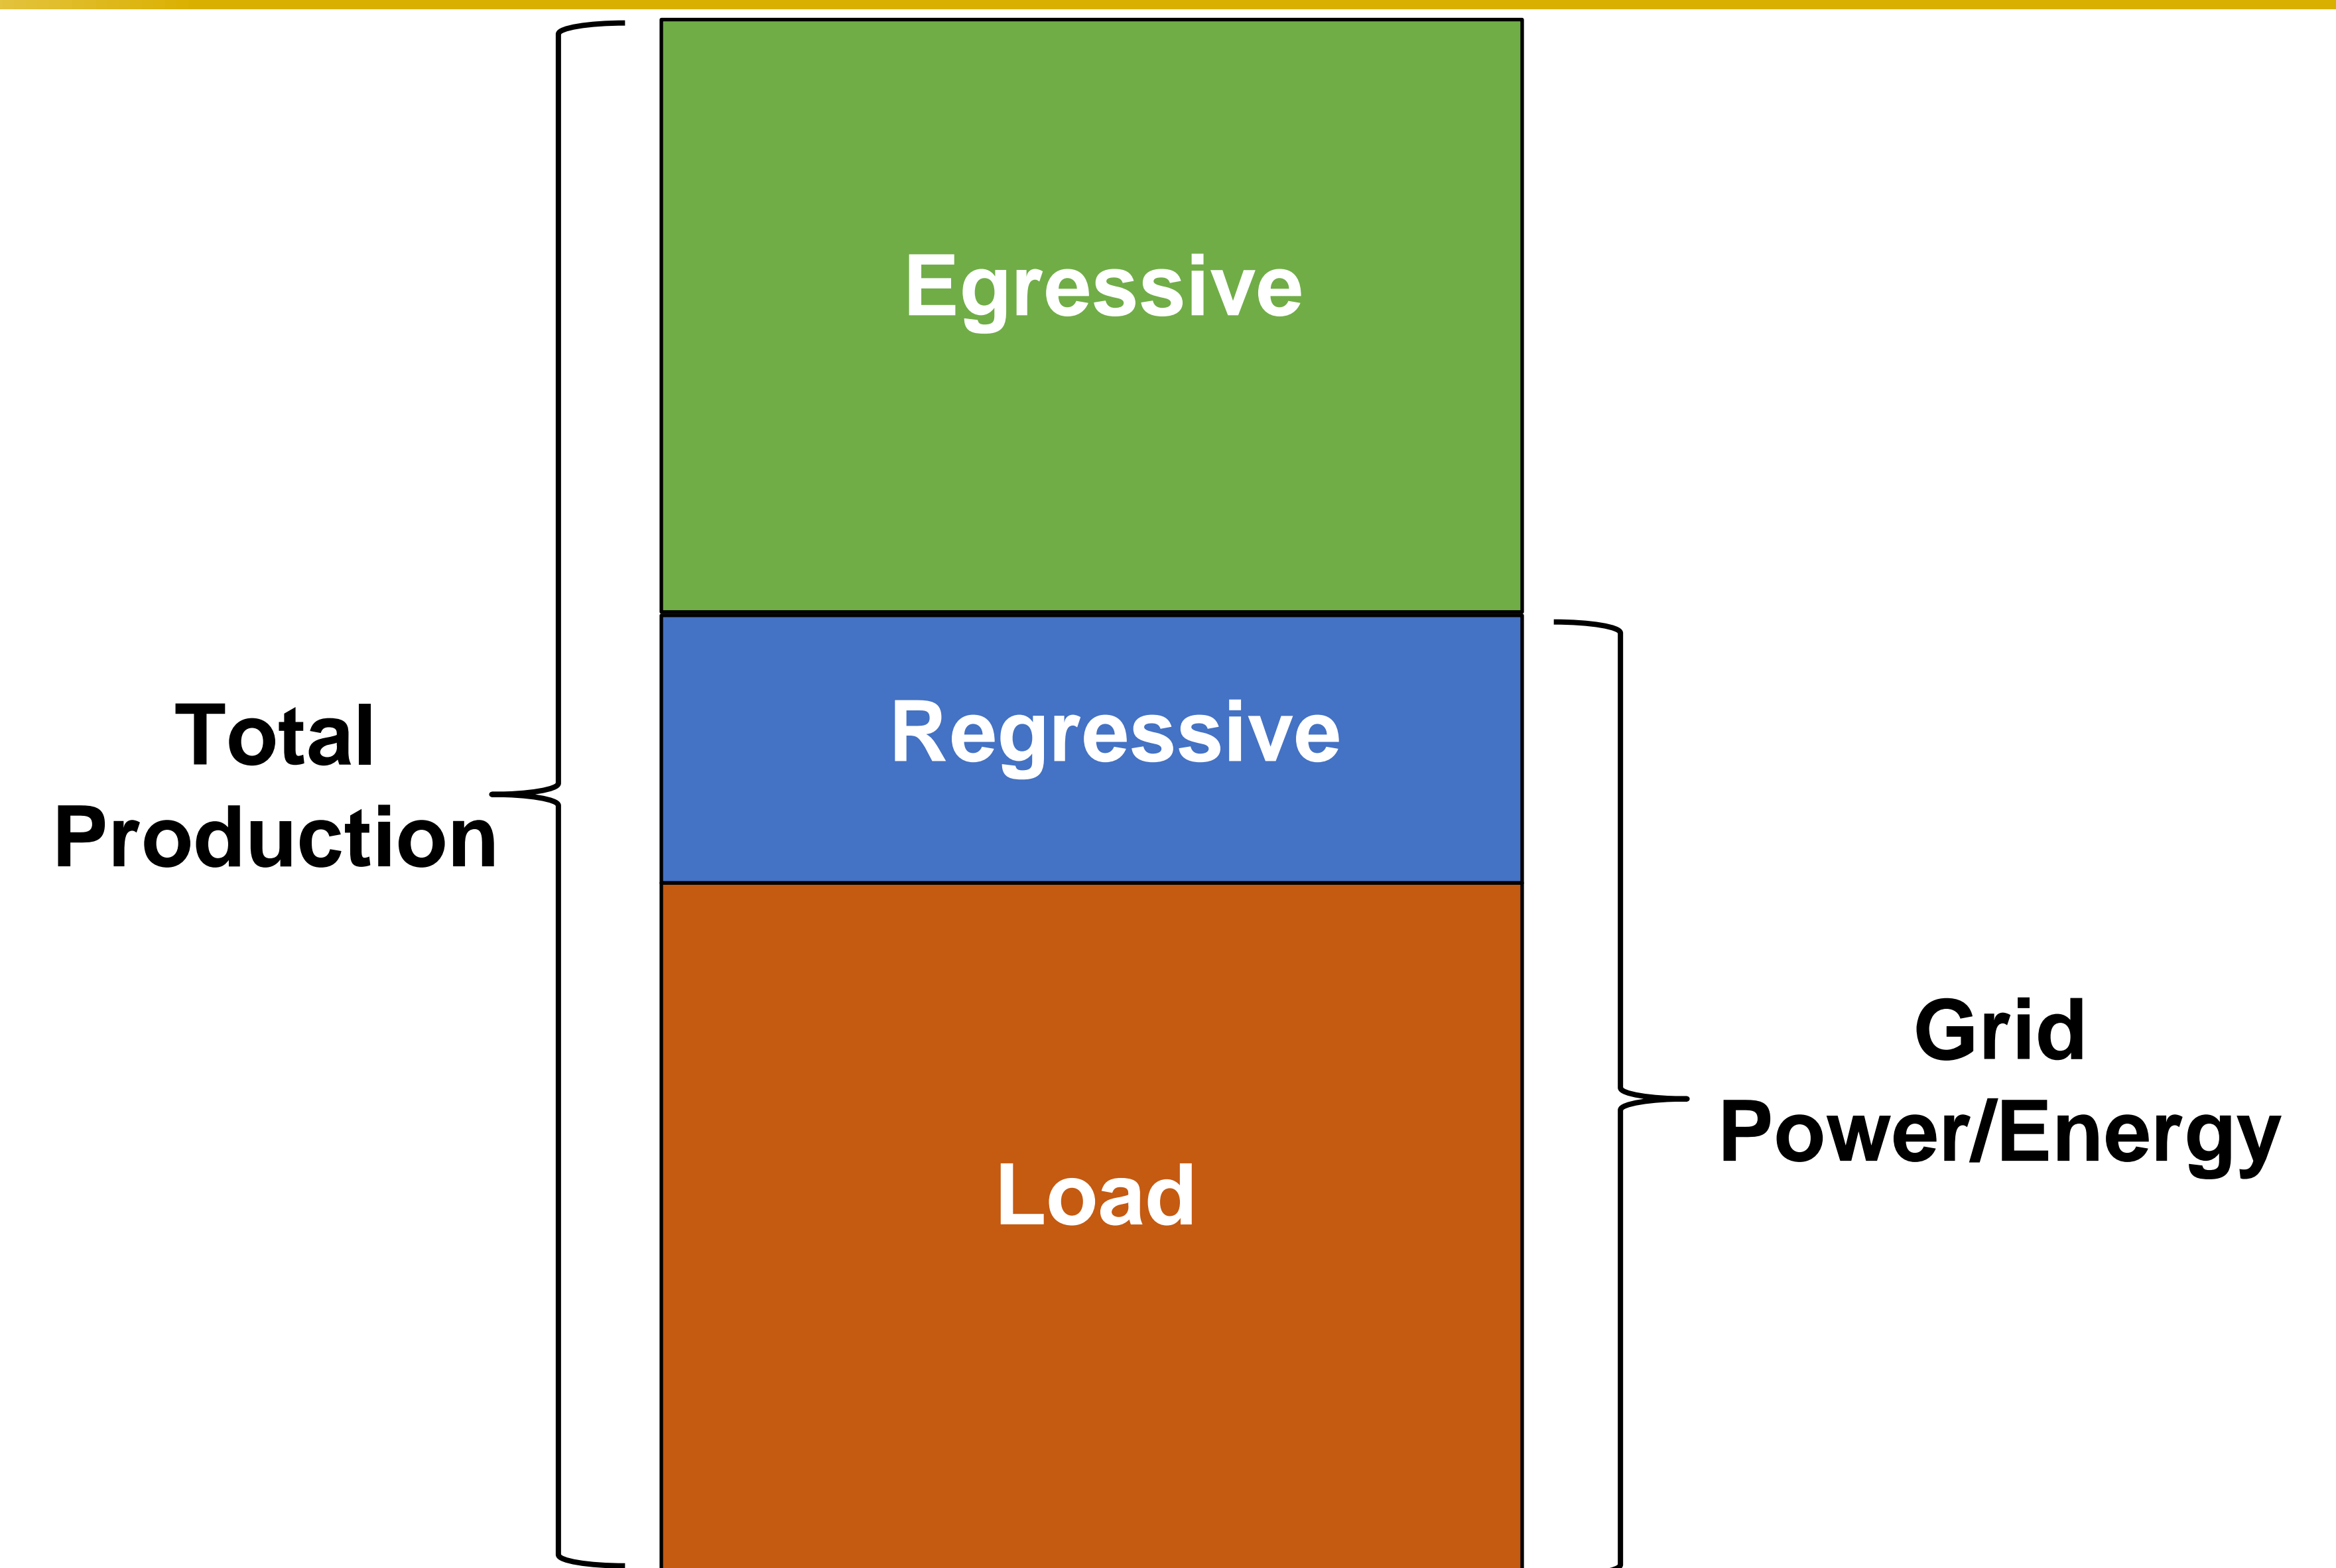 Egressive
Regressive
Total
Production
Grid
Power/Energy
Load